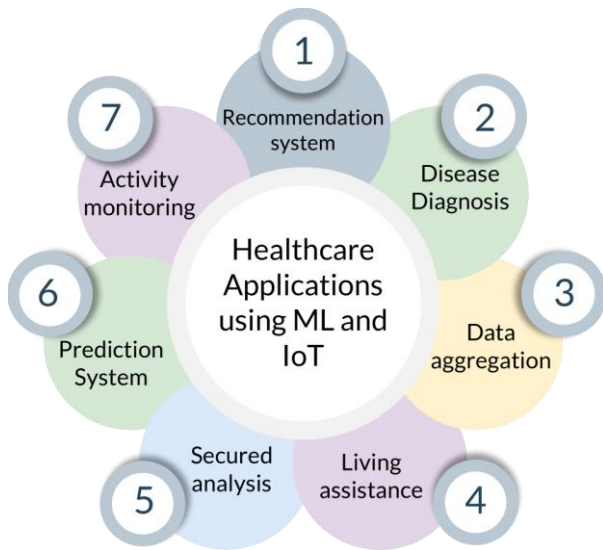 Healthcare
Applications
using ML and
IoT
1
Recommendation
system
2
Disease
Diagnosis
3
Data
aggregation
4
Living
assistance
5
Secured
analysis
6
Prediction
System
7
Activity
monitoring